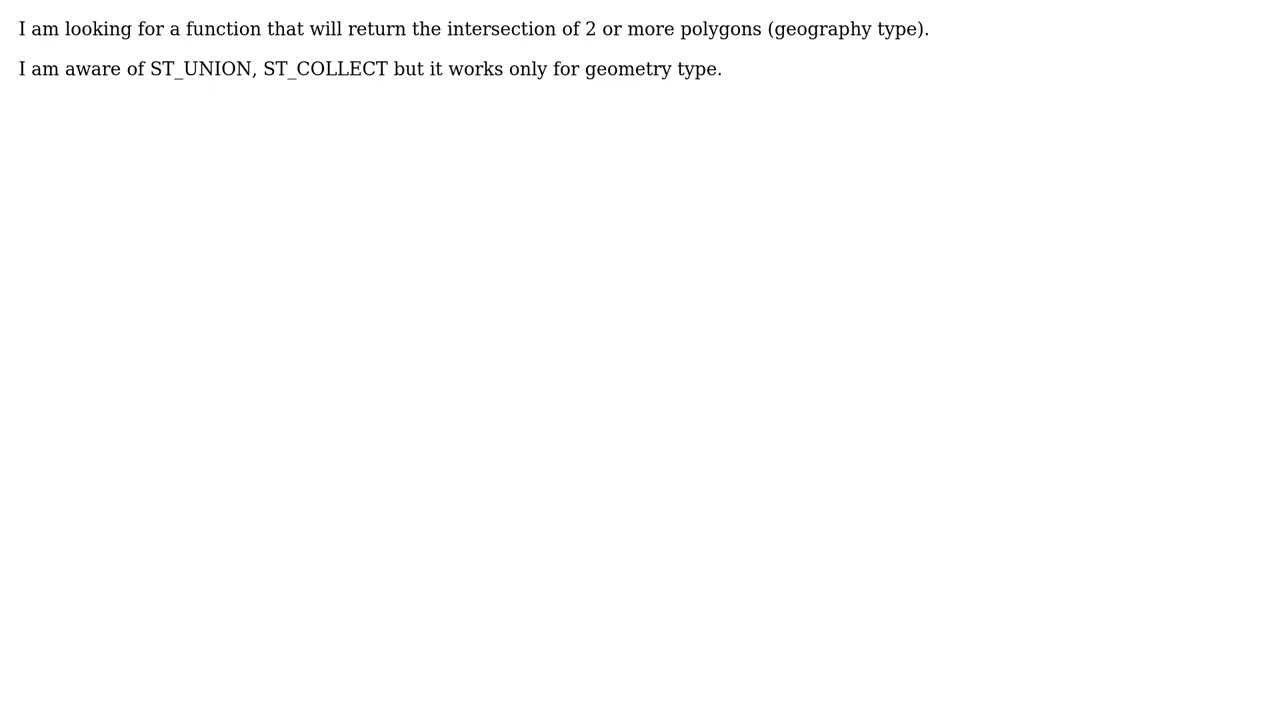 I am looking for a function that will return the intersection of 2 or more polygons (geography type).
I am aware of ST_UNION, ST_COLLECT but it works only for geometry type.